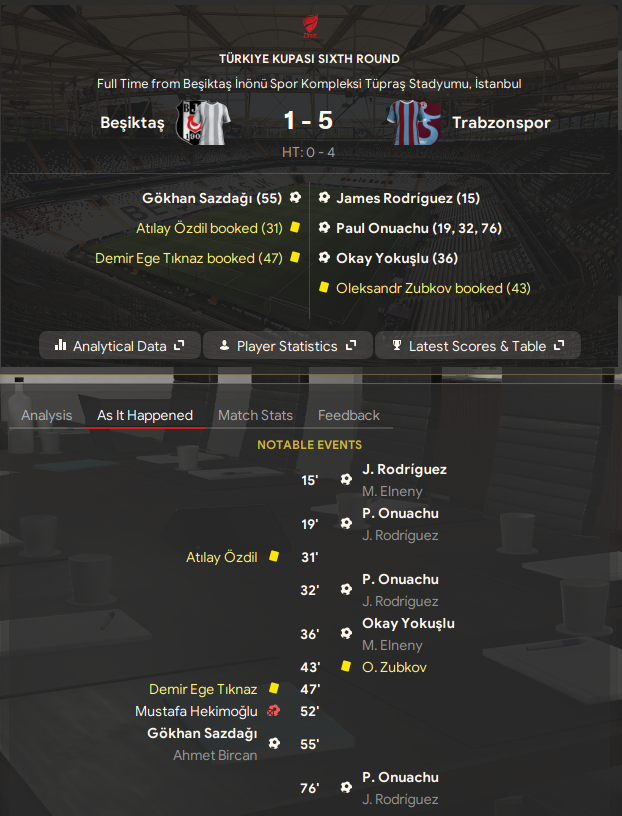 TÜRKIYE KUPASI SIXTH ROUND
Full Time from Beşiktaş İnönü Spor Kompleksi Tüpraş Stadyumu, İstanbul
Beşiktaş 1 - 5 Trabzonspor
HT: 0 - 4
Gökhan Sazdağı (55) James Rodríguez (15)
Atılay Özdil booked (31) Paul Onuachu (19, 32, 76)
Demir Ege Tıknaz booked (47) Okay Yokuşlu (36)
Oleksandr Zubkov booked (43)
Analytical Data Player Statistics Latest Scores & Table
Analysis As It Happened Match Stats Feedback
NOTABLE EVENTS
15' J. Rodríguez
M. Elneny
19' P. Onuachu
J. Rodríguez
Atılay Özdil 31'
32' P. Onuachu
J. Rodríguez
36' Okay Yokuşlu
M. Elneny
43' O. Zubkov
Demir Ege Tıknaz 47'
Mustafa Hekimoğlu 52'
Gökhan Sazdağı 55'
Ahmet Bircan
76' P. Onuachu
J. Rodríguez